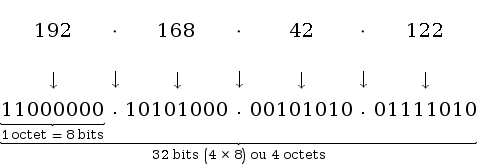 192 · 168 · 42 · 122
↓ ↓ ↓ ↓ ↓ ↓ ↓
11000000 · 10101000 · 00101010 · 01111010
1 octet = 8 bits
32 bits (4 × 8) ou 4 octets